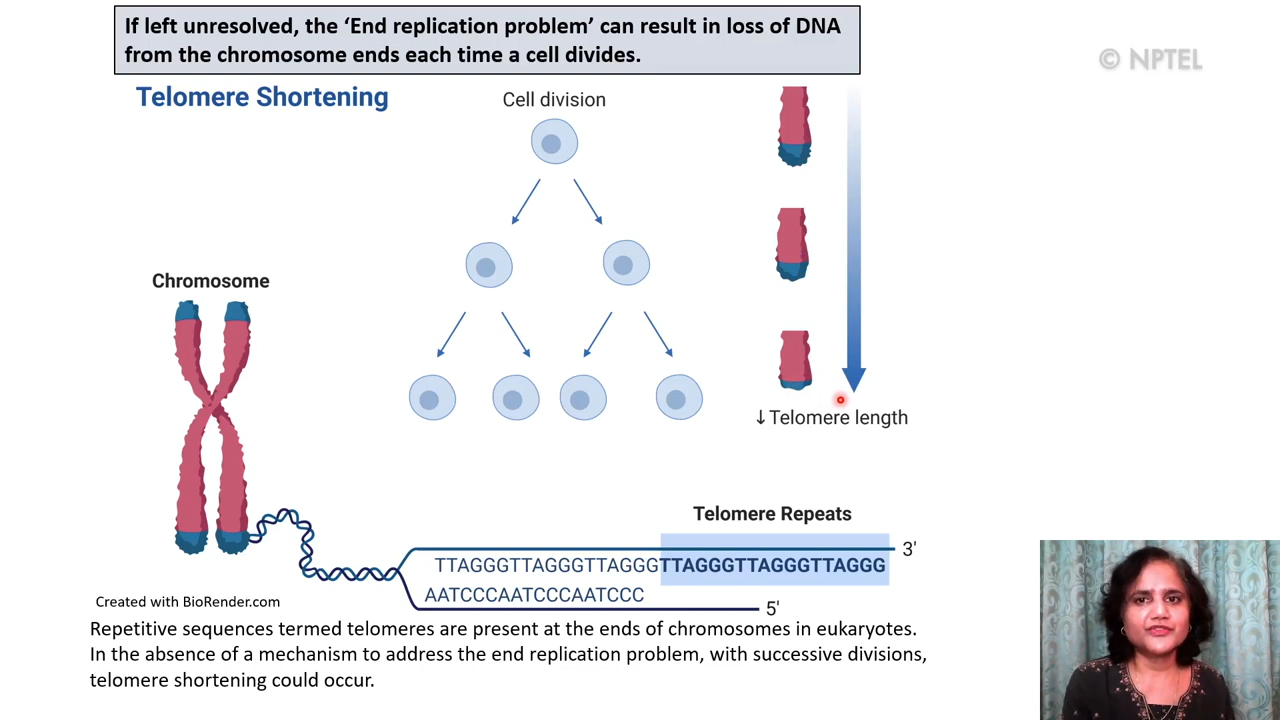 If left unresolved, the ‘End replication problem’ can result in loss of DNA
from the chromosome ends each time a cell divides.
© NPTEL
Telomere Shortening
Cell division
Chromosome
↓ Telomere length
Telomere Repeats
3'
TTAGGGTTAGGGTTAGGGTTAGGGTTAGGGTTAGGG
AATCCCAATCCCAATCCC
5'
Created with BioRender.com
Repetitive sequences termed telomeres are present at the ends of chromosomes in eukaryotes.
In the absence of a mechanism to address the end replication problem, with successive divisions,
telomere shortening could occur.